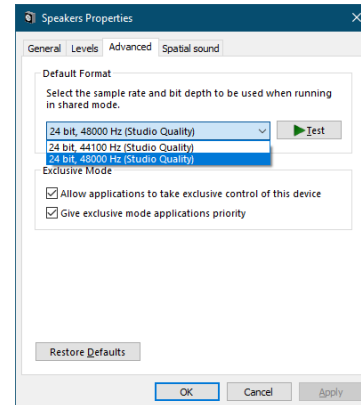 Speakers Properties
General Levels Advanced Spatial sound
Default Format
Select the sample rate and bit depth to be used when running
in shared mode.
24 bit, 48000 Hz (Studio Quality)
Test
24 bit, 44100 Hz (Studio Quality)
24 bit, 48000 Hz (Studio Quality)
Exclusive Mode
Allow applications to take exclusive control of this device
Give exclusive mode applications priority
Restore Defaults
OK Cancel Apply